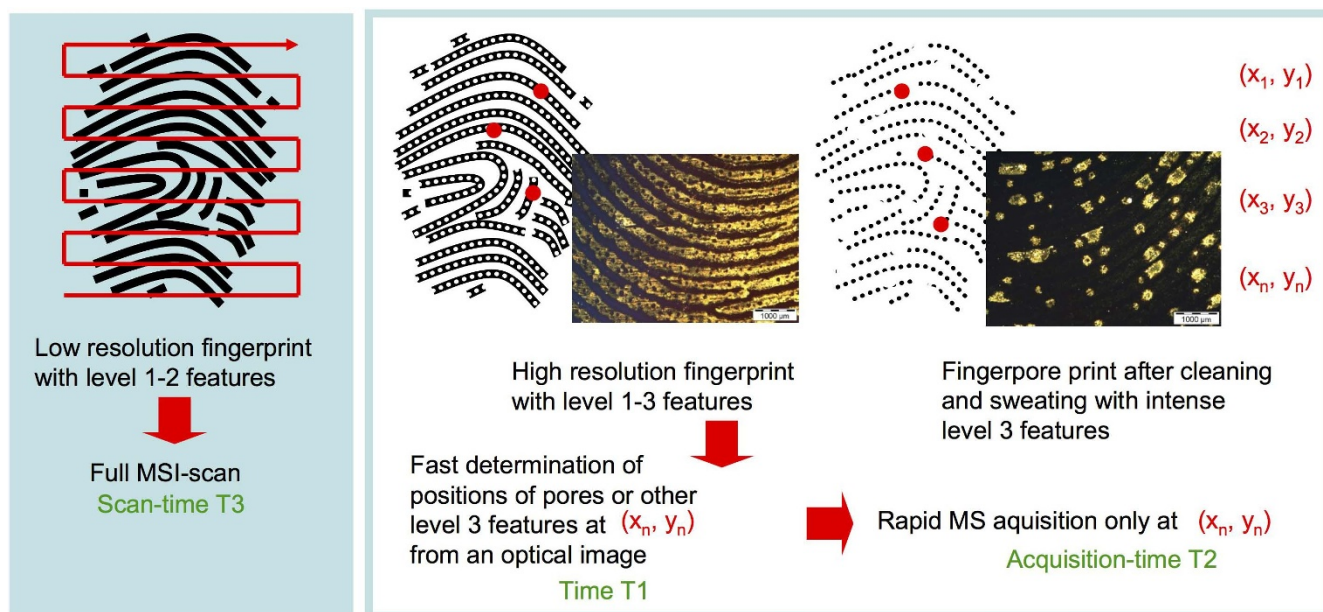 Low resolution fingerprint
with level 1-2 features
Full MSI-scan
Scan-time T3
1000 µm
High resolution fingerprint
with level 1-3 features
Fast determination of
positions of pores or other
level 3 features at (xn, yn)
from an optical image
Time T1
(x1, y1)
(x2, y2)
(x3, y3)
(xn, yn)
1000 µm
Fingerpore print after cleaning
and sweating with intense
level 3 features
Rapid MS aquisition only at (xn, yn)
Acquisition-time T2